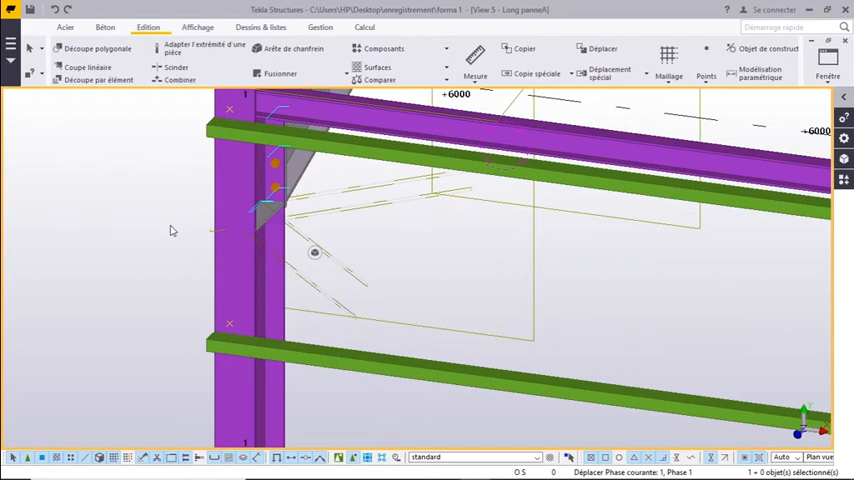 Tekla Structures - C:\Users\HP\Desktop\enregistrement\forma 1 - [View 5 - Long panneA]
Se connecter
Acier Béton Edition Affichage Dessins & listes Gestion Calcul
Démarrage rapide
Découpe polygonale
Coupe linéaire
Découpe par élément
Adapter l'extrémité d'une pièce
Scinder
Combiner
Arête de chanfrein
Fusionner
Composants
Surfaces
Comparer
Mesure
Copier
Copie spéciale
Déplacer
Déplacement spécial
Maillage
Points
Objet de construct
Modélisation paramétrique
Fenêtre
1
+6000
+6000
1
Y
standard
Auto
Plan vue
O S 0 Déplacer Phase courante: 1, Phase 1 1 + 0 objet(s) sélectionné(s)